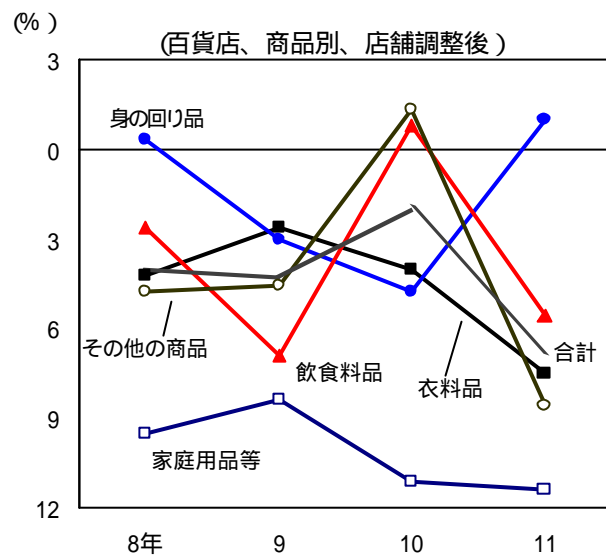 (%)
(百貨店、商品別、店舗調整後)
3
身の回り品
0
3
6
その他の商品
合計
飲食料品
衣料品
9
家庭用品等
12
8年 9 10 11